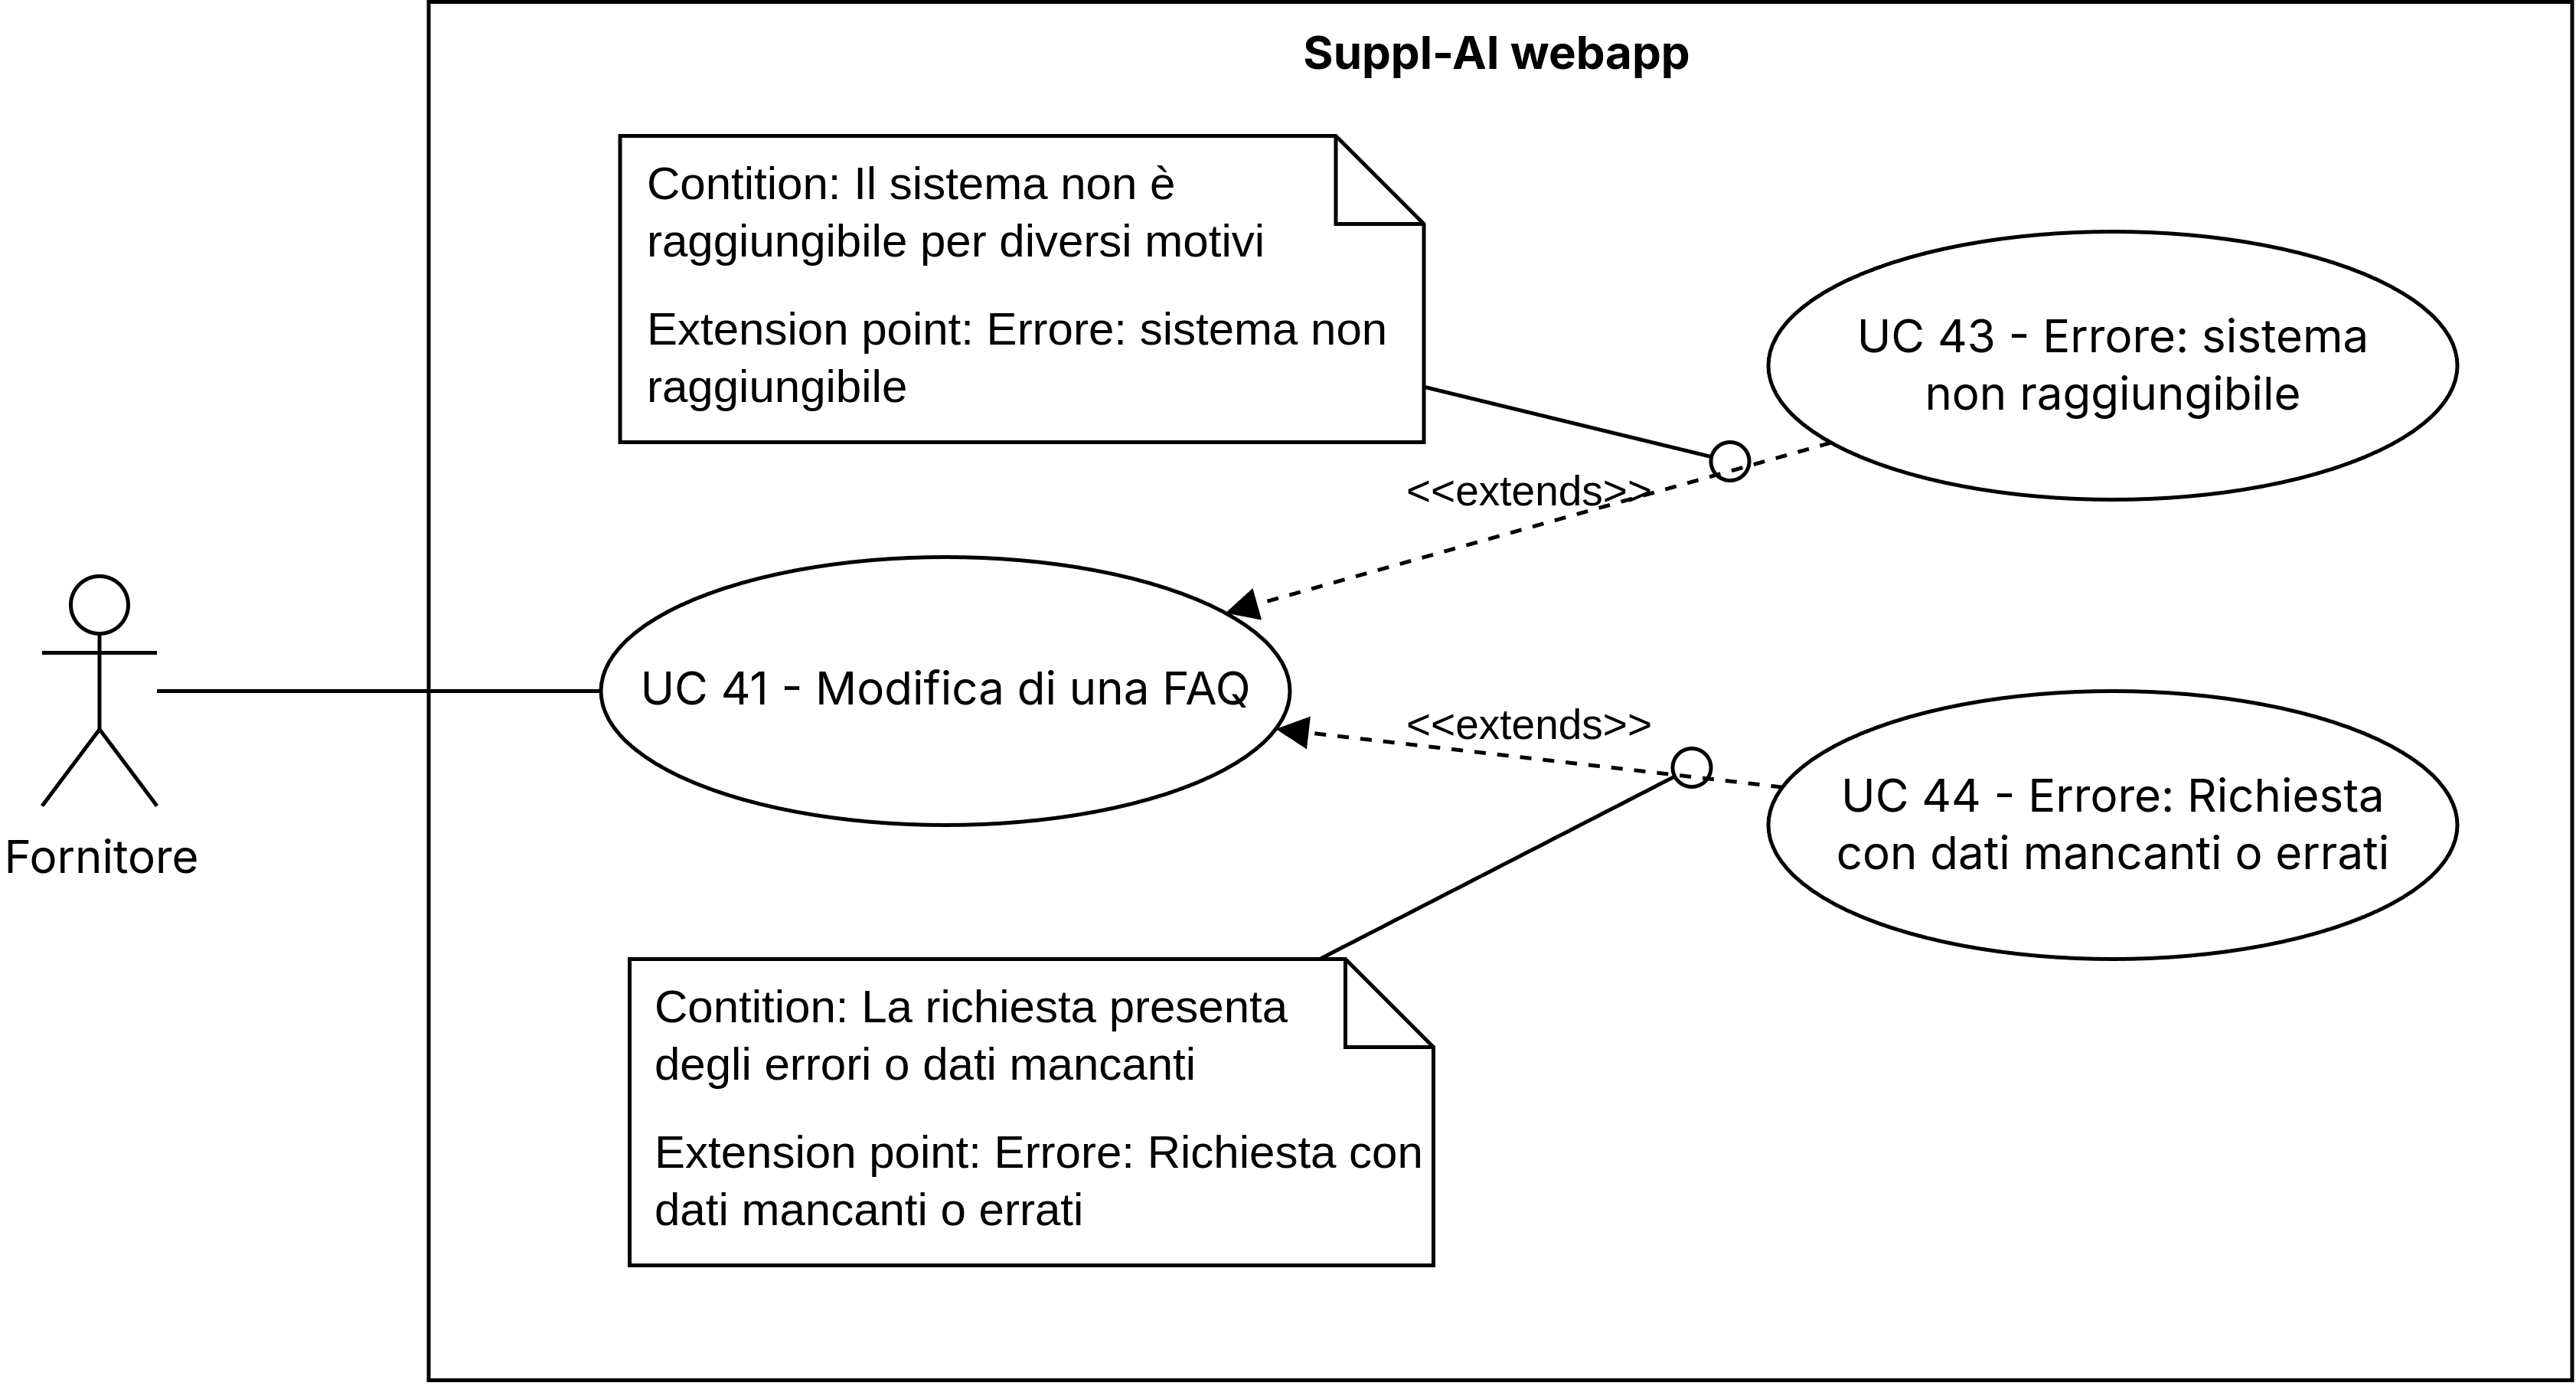 Suppl-AI webapp
Contition: Il sistema non è
raggiungibile per diversi motivi
Extension point: Errore: sistema non
raggiungibile
UC 43 - Errore: sistema
non raggiungibile
<<extends>>
UC 41 - Modifica di una FAQ
<<extends>>
UC 44 - Errore: Richiesta
con dati mancanti o errati
Fornitore
Contition: La richiesta presenta
degli errori o dati mancanti
Extension point: Errore: Richiesta con
dati mancanti o errati